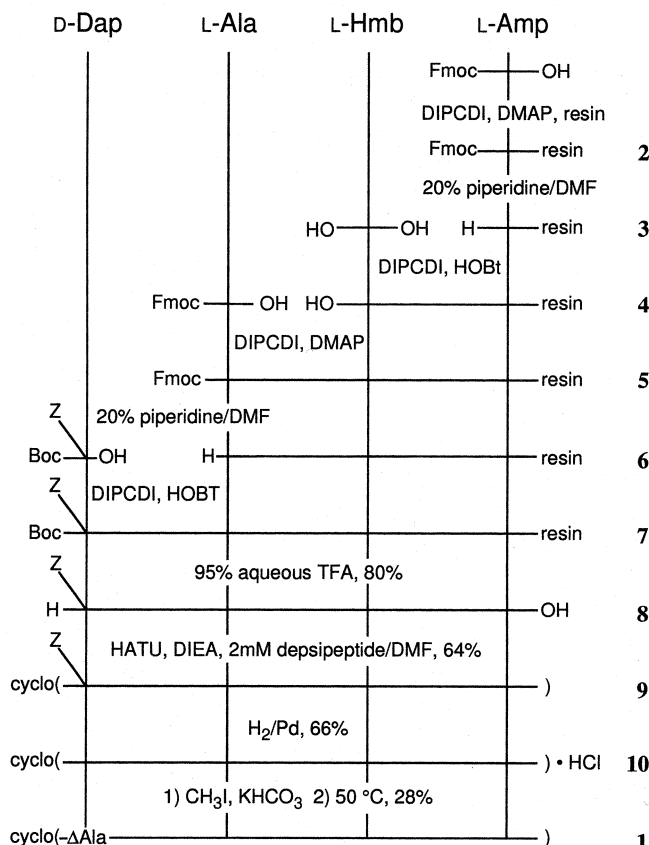 D-Dap L-Ala L-Hmb L-Amp
Fmoc OH
DIPCDI, DMAP, resin
Fmoc resin 2
20% piperidine/DMF
HO OH H resin 3
DIPCDI, HOBt
Fmoc OH HO resin 4
DIPCDI, DMAP
Fmoc resin 5
Z
20% piperidine/DMF
Boc OH H resin 6
Z
DIPCDI, HOBT
Boc resin 7
Z
95% aqueous TFA, 80%
H OH 8
Z
HATU, DIEA, 2mM depsipeptide/DMF, 64%
cyclo( ) 9
H₂/Pd, 66%
cyclo( ) • HCl 10
1) CH₃I, KHCO₃ 2) 50 °C, 28%
cyclo(-ΔAla ) 1